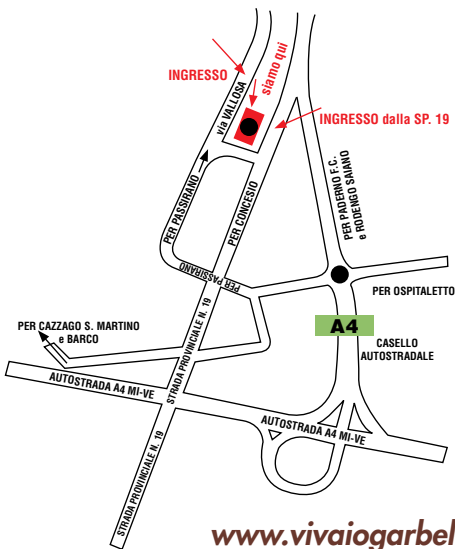 INGRESSO
siamo qui
via VALLOSA
INGRESSO dalla SP. 19
PER PASSIRANO
PER CONCESIO
PER PADERNO F.C.
e RODENGO SAIANO
PER PASSIRANO
PER OSPITALETTO
STRADA PROVINCIALE N. 19
A4
PER CAZZAGO S. MARTINO
e BARCO
CASELLO
AUTOSTRADALE
AUTOSTRADA A4 MI-VE
AUTOSTRADA A4 MI-VE
STRADA PROVINCIALE N. 19
www.vivaiogarbel